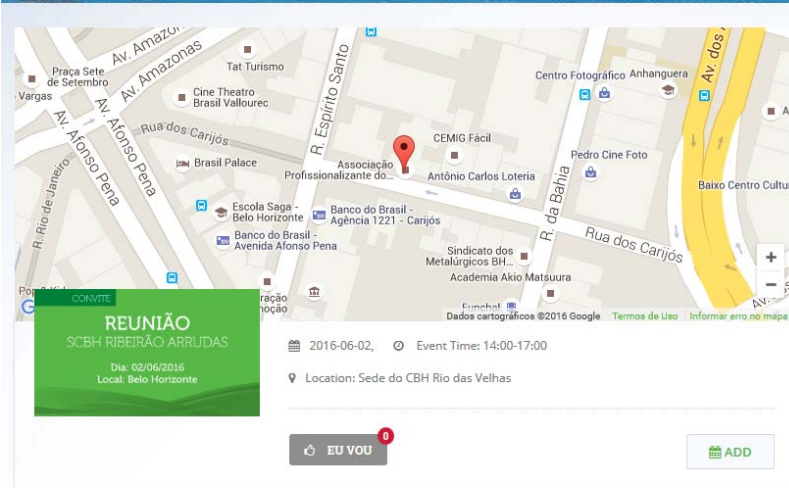 Av. Amazonas
Av. Amazonas
Praça Sete
de Setembro
Vargas
Tat Turismo
Cine Theatro
Brasil Vallourec
R. Espírito Santo
Centro Fotográfico Anhanguera
Av. dos
Av. Afonso Pena
Av. Afonso Pena
Rua dos Carijós
Brasil Palace
CEMIG Fácil
Associação
Profissionalizante do...
Antônio Carlos Loteria
Pedro Cine Foto
Baixo Centro Cultu
R. Rio de Janeiro
Escola Saga -
Belo Horizonte
Banco do Brasil -
Agência 1221 - Carijós
Banco do Brasil -
Avenida Afonso Pena
R. da Bahia
Rua dos Carijós
Sindicato dos
Metalúrgicos BH...
Academia Akio Matsuura
Funchal
+
−
Dados cartográficos ©2016 Google
Termos de Uso
Informar erro no mapa
CONVITE
REUNIÃO
SCBH RIBEIRÃO ARRUDAS
Dia: 02/06/2016
Local: Belo Horizonte
2016-06-02, Event Time: 14:00-17:00
Location: Sede do CBH Rio das Velhas
EU VOU
0
ADD